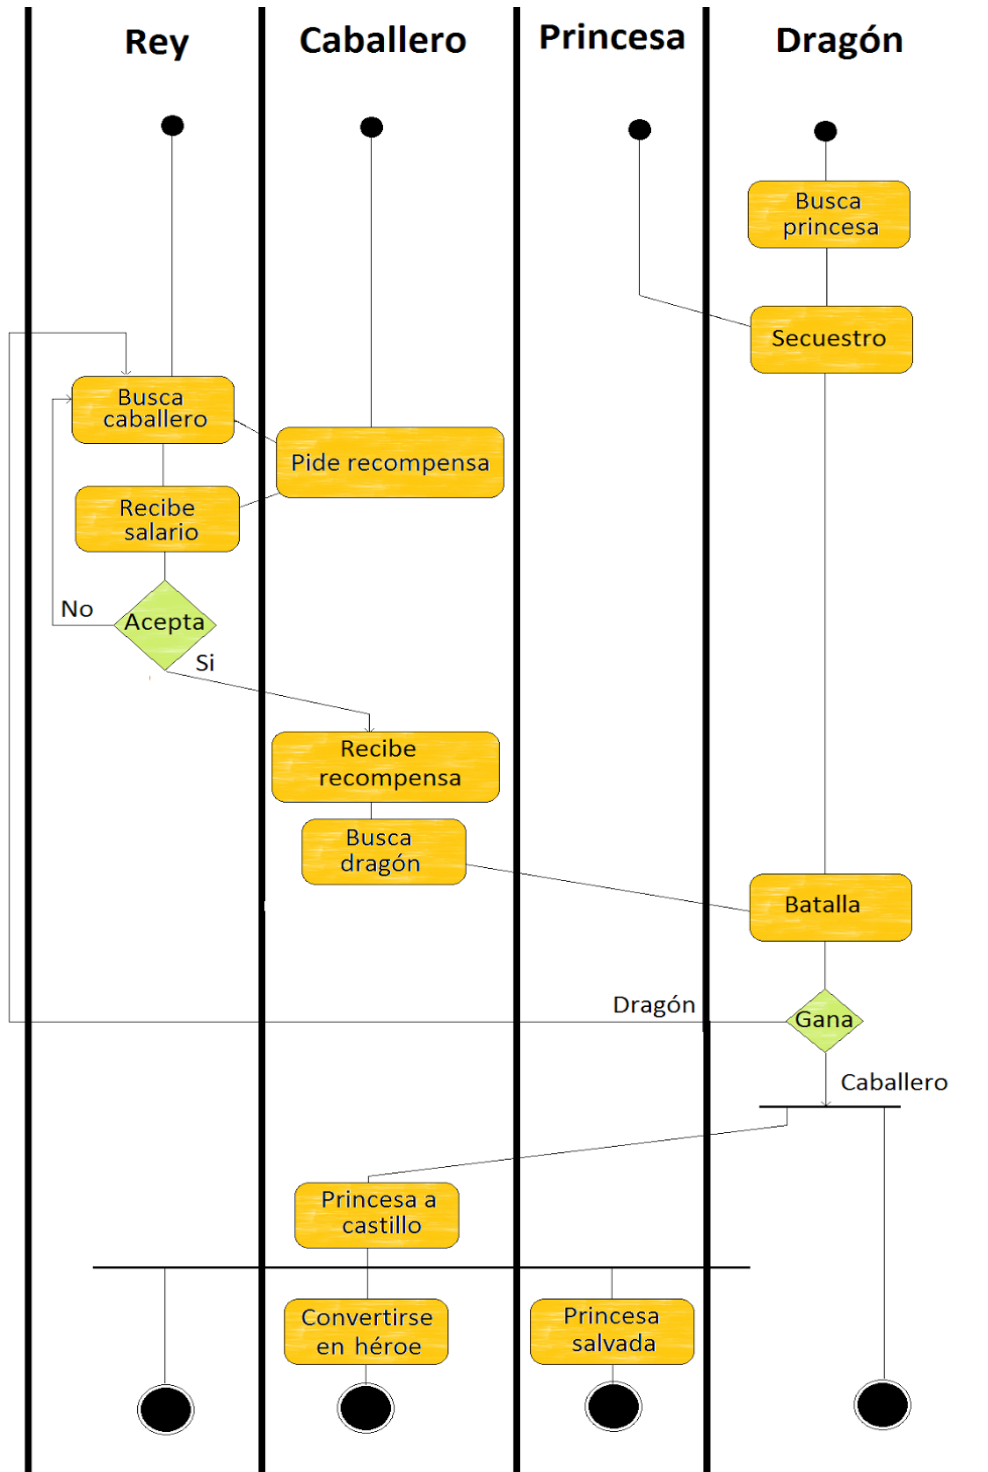 Rey
Caballero
Princesa
Dragón
Busca
princesa
Secuestro
Busca
caballero
Pide recompensa
Recibe
salario
No
Acepta
Si
Recibe
recompensa
Busca
dragón
Batalla
Dragón
Gana
Caballero
Princesa a
castillo
Convertirse
en héroe
Princesa
salvada